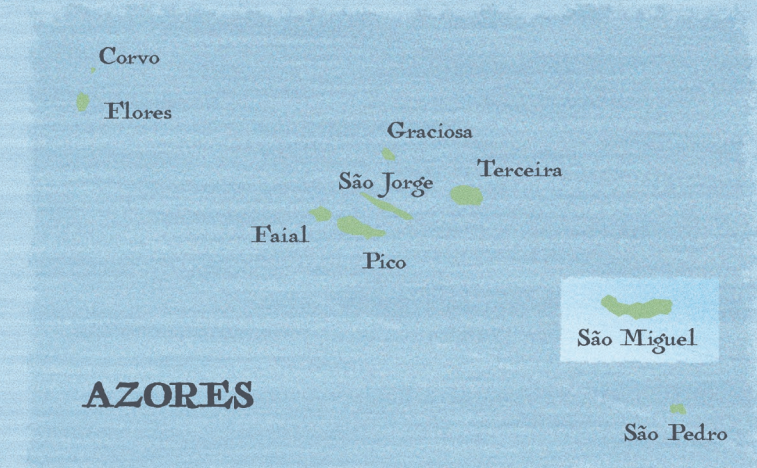 Corvo
Flores
Graciosa
Terceira
São Jorge
Faial
Pico
São Miguel
AZORES
São Pedro